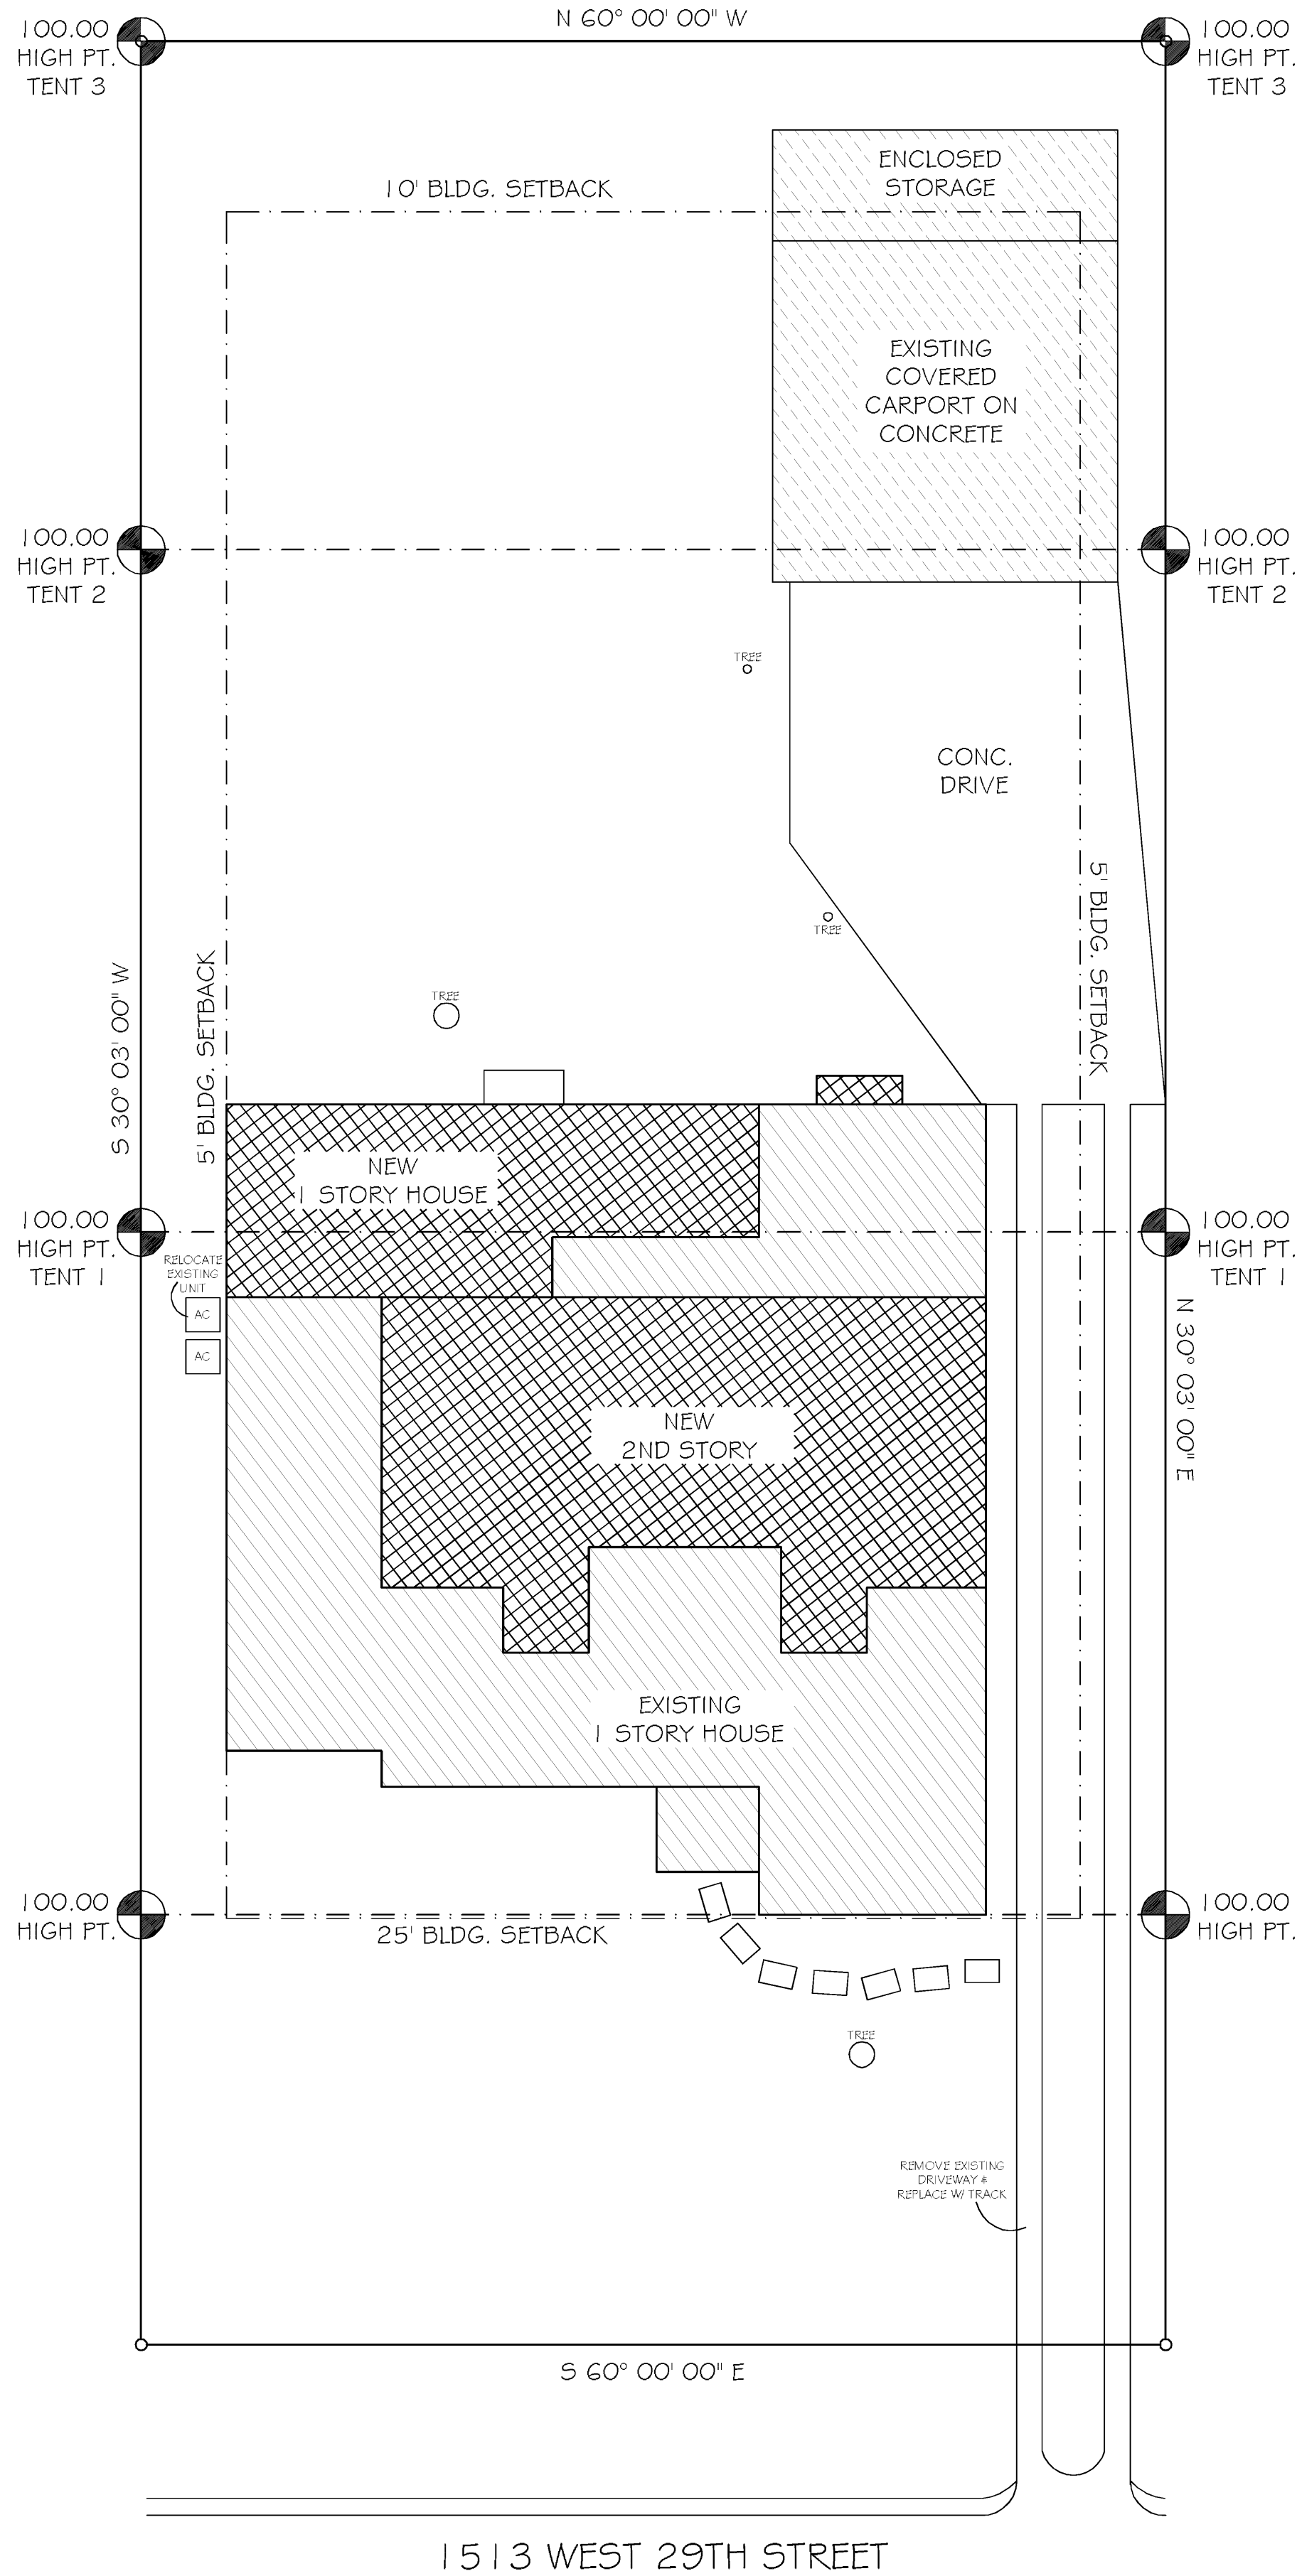 N 60° 00' 00" W
100.00
HIGH PT.
TENT 3
100.00
HIGH PT.
TENT 3
ENCLOSED
STORAGE
10' BLDG. SETBACK
EXISTING
COVERED
CARPORT ON
CONCRETE
100.00
HIGH PT.
TENT 2
100.00
HIGH PT.
TENT 2
TREE
CONC.
DRIVE
TREE
5' BLDG. SETBACK
TREE
S 30° 03' 00" W
5' BLDG. SETBACK
NEW
1 STORY HOUSE
100.00
HIGH PT.
TENT 1
100.00
HIGH PT.
TENT 1
RELOCATE
EXISTING
UNIT
AC
AC
N 30° 03' 00" E
NEW
2ND STORY
EXISTING
1 STORY HOUSE
100.00
HIGH PT.
100.00
HIGH PT.
25' BLDG. SETBACK
TREE
REMOVE EXISTING
DRIVEWAY &
REPLACE W/ TRACK
S 60° 00' 00" E
1513 WEST 29TH STREET